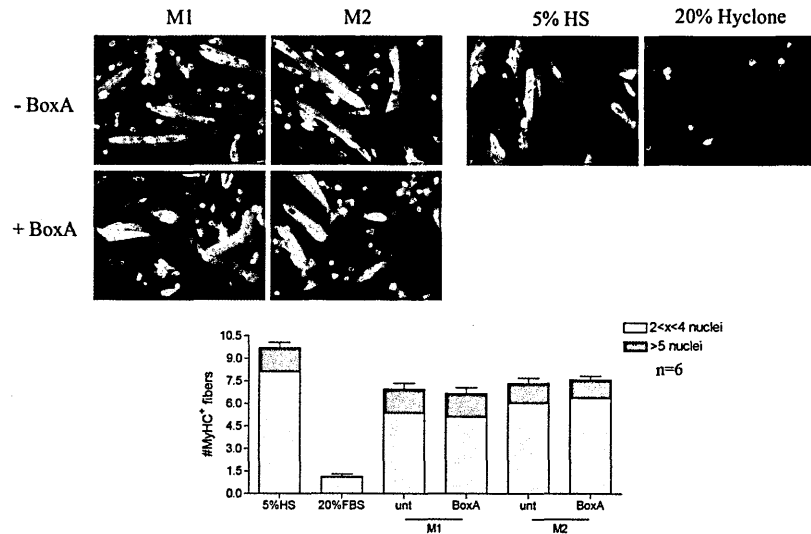 M1 M2 5% HS 20% Hyclone
- BoxA
+ BoxA
2<x<4 nuclei
>5 nuclei
n=6
#MyHC+ fibers
10.5
9.0
7.5
6.0
4.5
3.0
1.5
0.0
5%HS 20%FBS unt BoxA unt BoxA
M1 M2